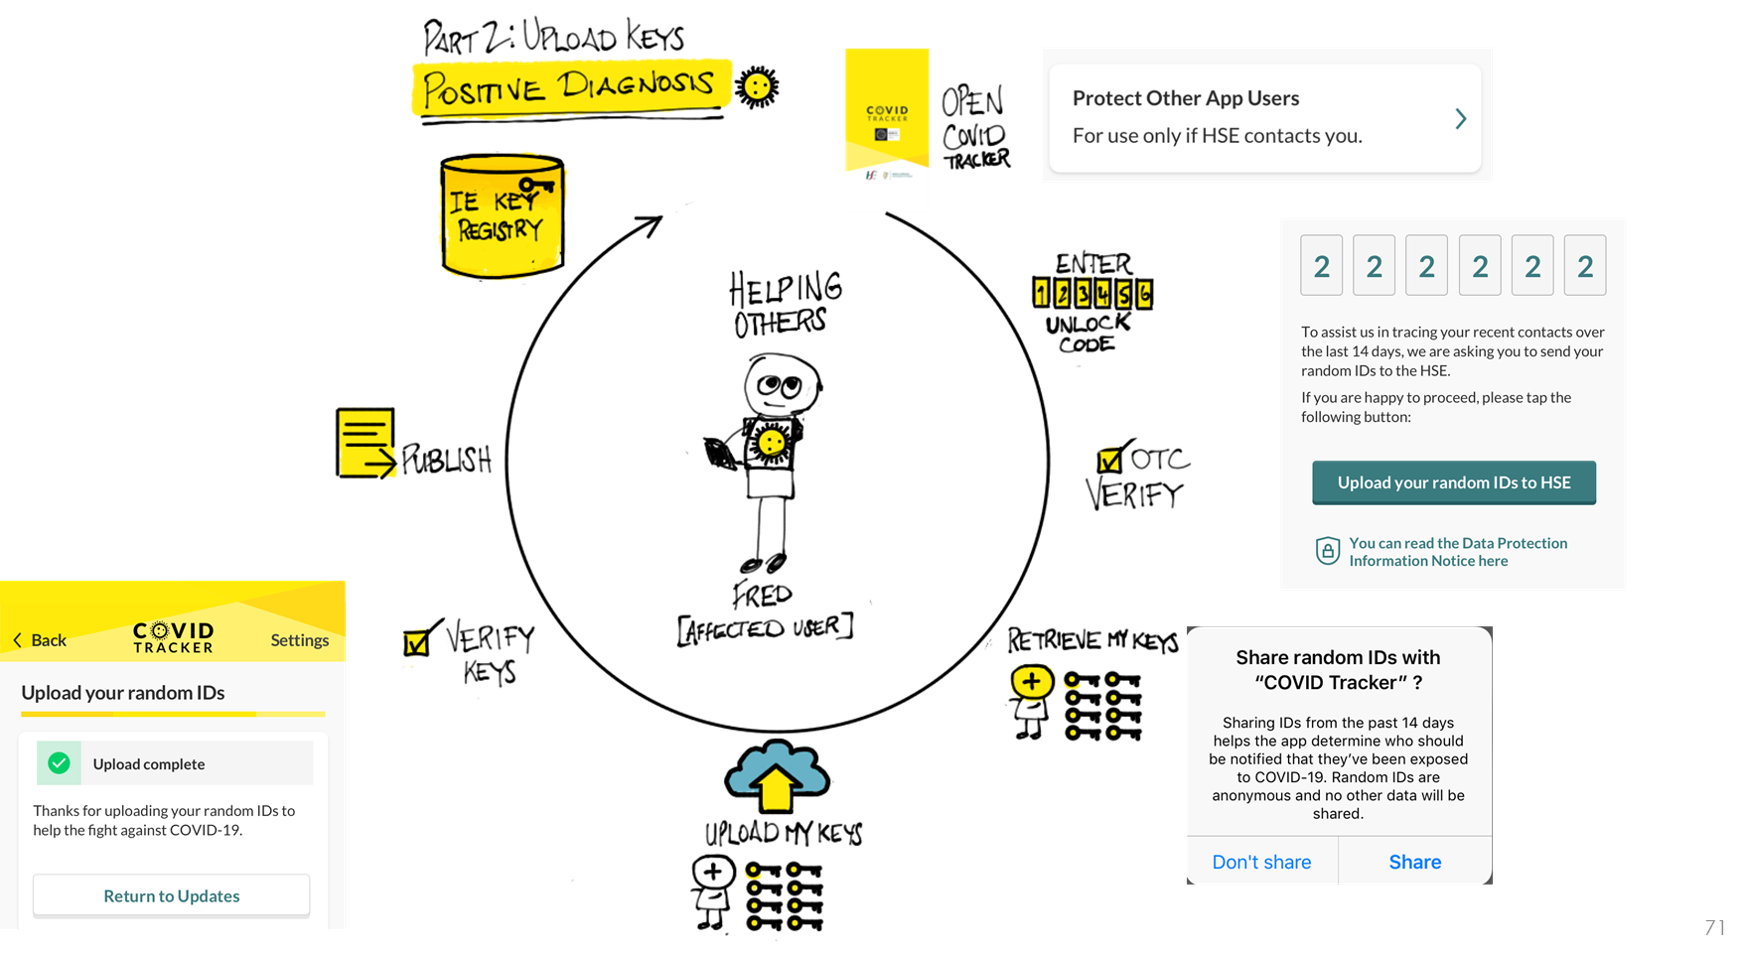 PART 2: UPLOAD KEYS
POSITIVE DIAGNOSIS
COVID
TRACKER
OPEN
COVID
TRACKER
Protect Other App Users
For use only if HSE contacts you.
IE KEY
REGISTRY
HELPING
OTHERS
ENTER
1 2 3 4 5 6
UNLOCK
CODE
2 2 2 2 2 2
To assist us in tracing your recent contacts over
the last 14 days, we are asking you to send your
random IDs to the HSE.
If you are happy to proceed, please tap the
following button:
Upload your random IDs to HSE
You can read the Data Protection
Information Notice here
PUBLISH
OTC
VERIFY
FRED
[AFFECTED USER]
VERIFY
KEYS
RETRIEVE MY KEYS
Back
COVID
TRACKER
Settings
Upload your random IDs
Upload complete
Thanks for uploading your random IDs to
help the fight against COVID-19.
Return to Updates
UPLOAD MY KEYS
Share random IDs with
“COVID Tracker” ?
Sharing IDs from the past 14 days
helps the app determine who should
be notified that they’ve been exposed
to COVID-19. Random IDs are
anonymous and no other data will be
shared.
Don't share
Share
71